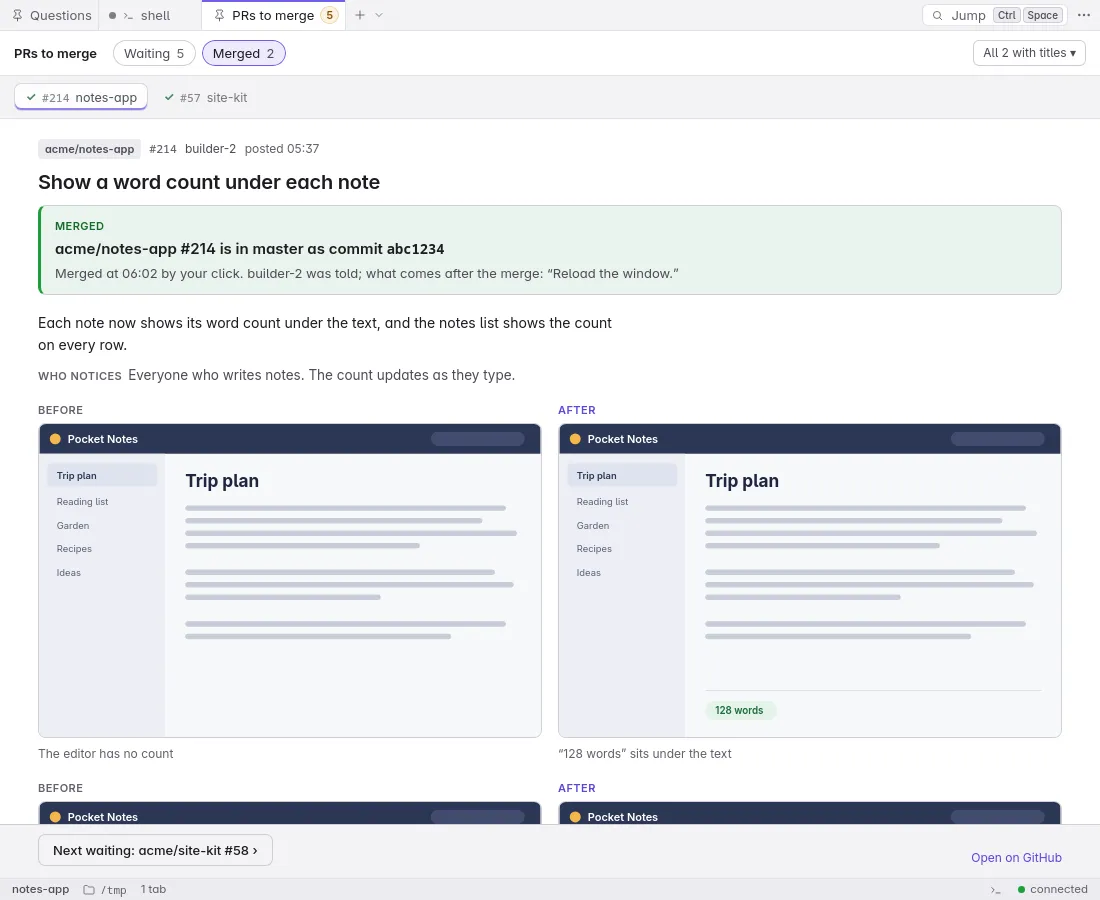 Questions
shell
PRs to merge 5
Jump Ctrl Space
PRs to merge Waiting 5 Merged 2 All 2 with titles ▾
#214 notes-app #57 site-kit
acme/notes-app #214 builder-2 posted 05:37
Show a word count under each note
MERGED
acme/notes-app #214 is in master as commit abc1234
Merged at 06:02 by your click. builder-2 was told; what comes after the merge: “Reload the window.”
Each note now shows its word count under the text, and the notes list shows the count
on every row.
WHO NOTICES Everyone who writes notes. The count updates as they type.
BEFORE
Pocket Notes
Trip plan
Reading list
Garden
Recipes
Ideas
Trip plan
The editor has no count
AFTER
Pocket Notes
Trip plan
Reading list
Garden
Recipes
Ideas
Trip plan
128 words
“128 words” sits under the text
BEFORE
Pocket Notes
AFTER
Pocket Notes
Next waiting: acme/site-kit #58 ›
Open on GitHub
notes-app /tmp 1 tab
connected